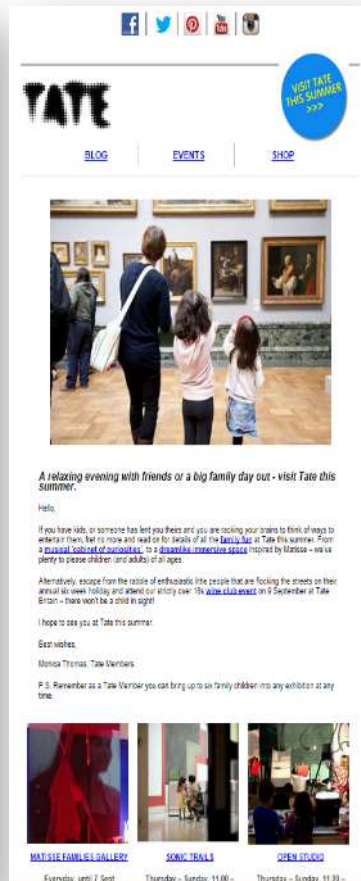 TATE
VISIT TATE
THIS SUMMER
>>>
BLOG
EVENTS
SHOP
A relaxing evening with friends or a big family day out - visit Tate this
summer.
Hello,
If you have kids, or someone has lent you theirs and you are racking your brains to think of ways to
entertain them, fret no more and read on for details of all the family fun at Tate this summer. From
a musical 'cabinet of curiosities', to a dreamlike immersive space inspired by Matisse – we've
plenty to please children (and adults) of all ages.
Alternatively, escape from the rabble of enthusiastic little people that are flocking the streets on their
annual six week holiday and attend our strictly over 18s wine club event on 9 September at Tate
Britain – there won't be a child in sight!
I hope to see you at Tate this summer.
Best wishes,
Monica Thomas, Tate Members
P.S. Remember as a Tate Member you can bring up to six family children into any exhibition at any
time.
MATISSE FAMILIES GALLERY
SONIC TRAILS
OPEN STUDIO
Everyday, until 7 Sept
Thursday – Sunday, 11.00 –
Thursday – Sunday, 11.30 –